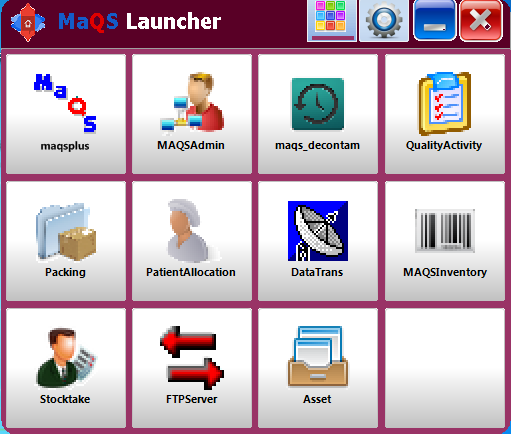 MaQS Launcher
MaQS
maqsplus
MAQSAdmin
maqs_decontam
QualityActivity
Packing
PatientAllocation
DataTrans
MAQSInventory
Stocktake
FTPServer
Asset